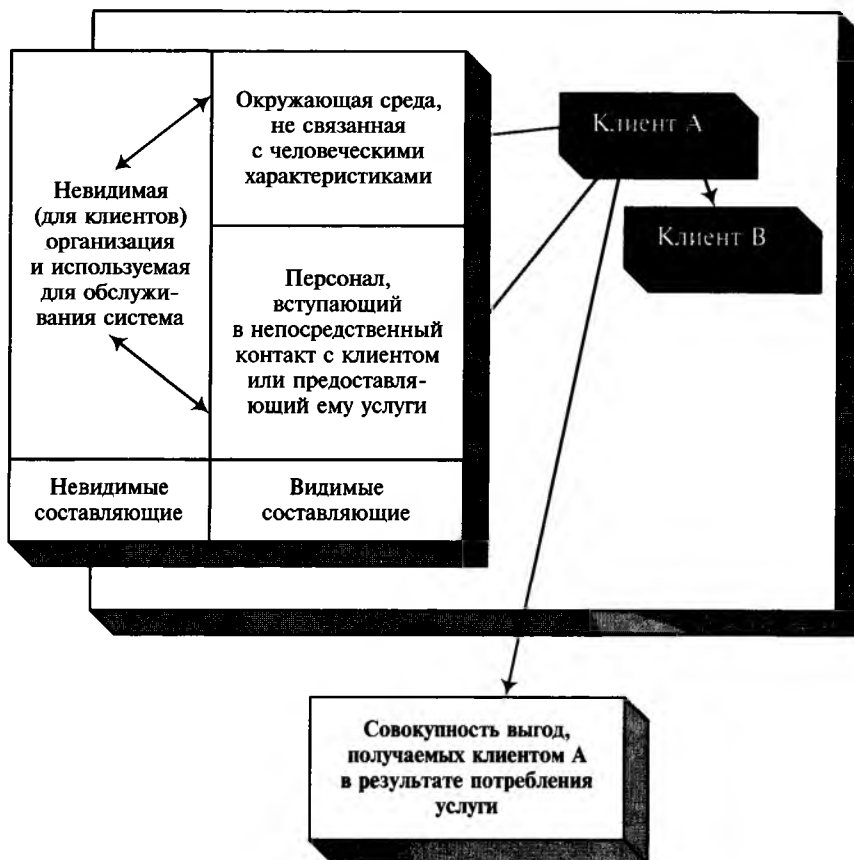 Невидимая
(для клиентов)
организация
и используемая
для обслужи-
вания система
Окружающая среда,
не связанная
с человеческими
характеристиками
Персонал,
вступающий
в непосредственный
контакт с клиентом
или предоставля-
ющий ему услуги
Невидимые
составляющие
Видимые
составляющие
Клиент А
Клиент В
Совокупность выгод,
получаемых клиентом А
в результате потребления
услуги